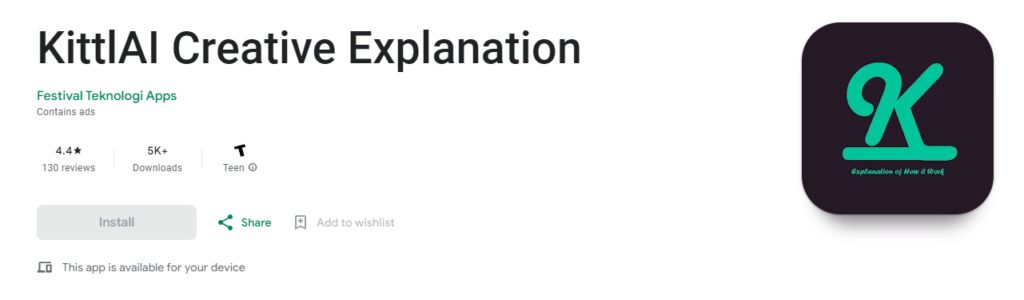 KittlAI Creative Explanation
Festival Teknologi Apps
Contains ads
4.4★ 5K+ T
130 reviews Downloads Teen
K
Explanation of How it Work
Install Share Add to wishlist
This app is available for your device